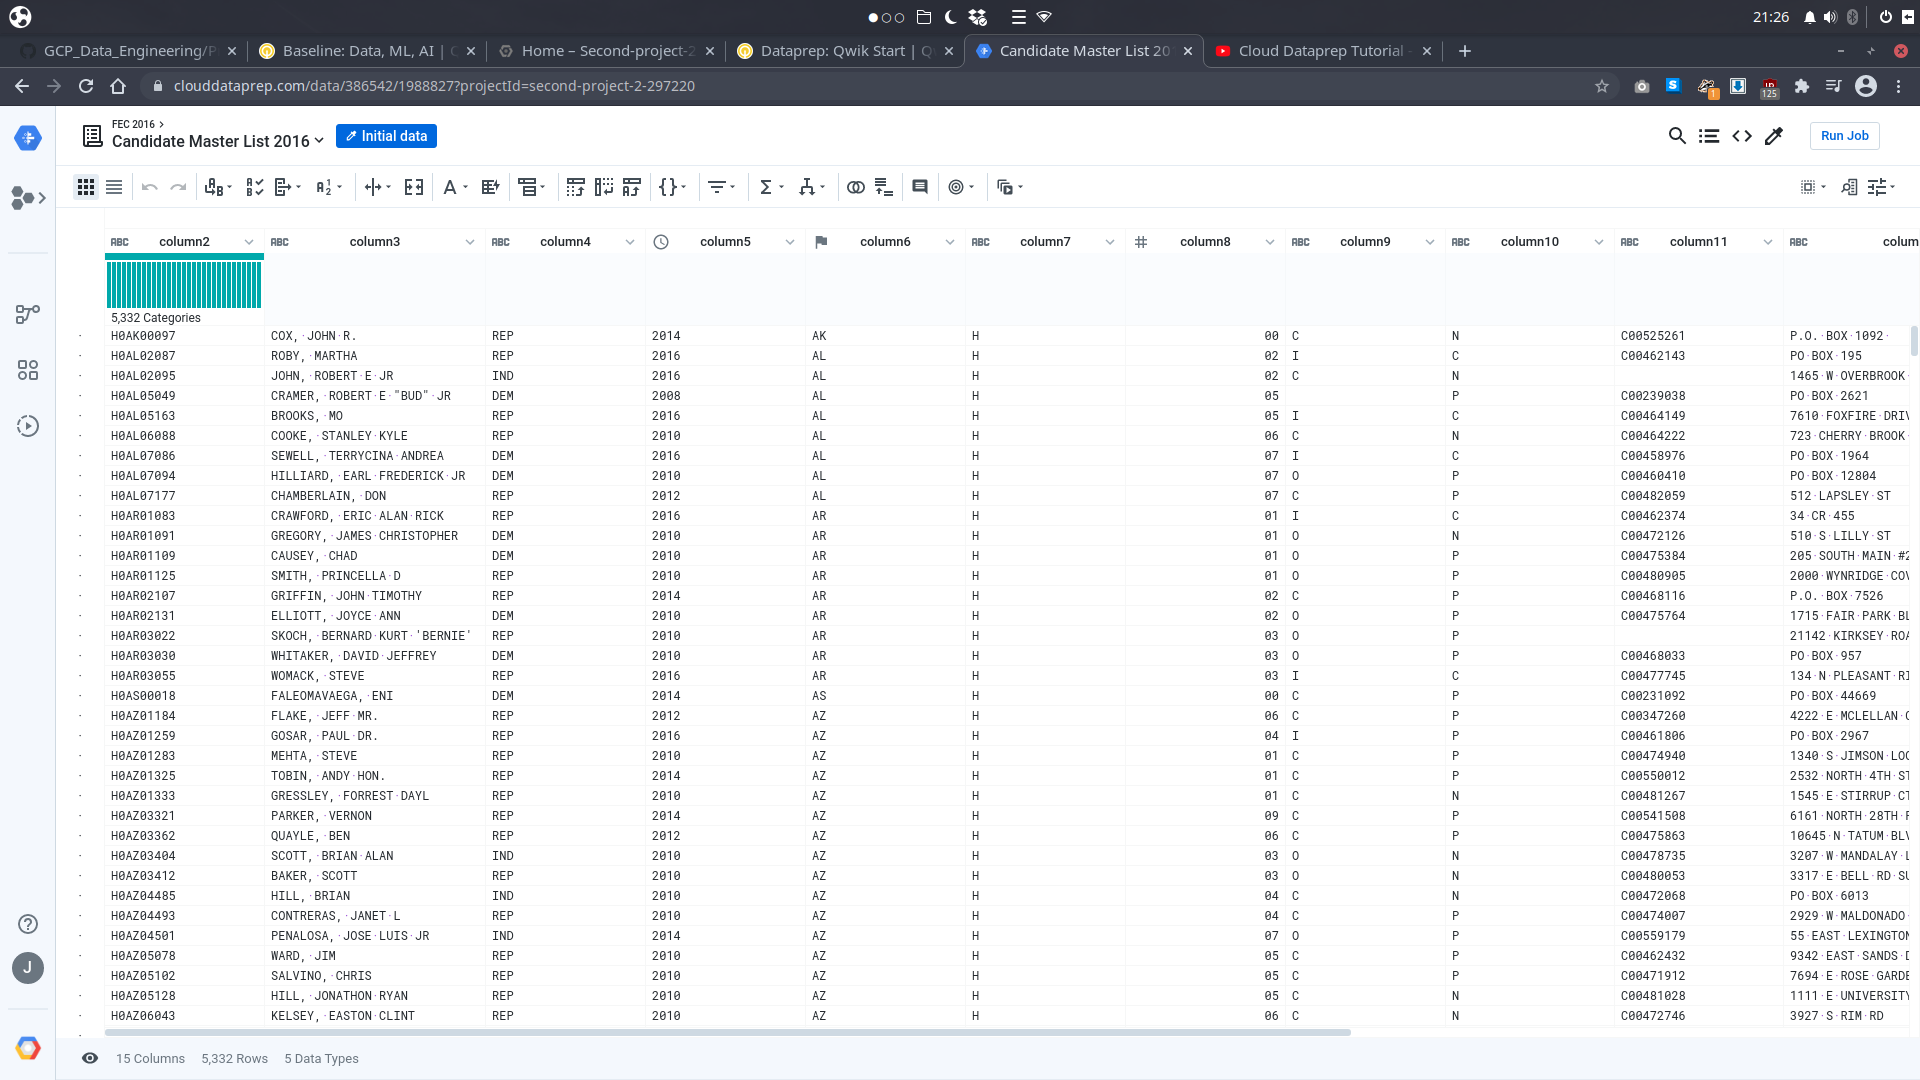 21:26
GCP_Data_Engineering/P
Baseline: Data, ML, AI |
Home – Second-project-2
Dataprep: Qwik Start |
Candidate Master List 20
Cloud Dataprep Tutorial
clouddataprep.com/data/386542/1988827?projectId=second-project-2-297220
1
125
FEC 2016
Candidate Master List 2016
Initial data
Run Job
ABC column2 ABC column3 ABC column4 column5 column6 ABC column7 # column8 ABC column9 ABC column10 ABC column11 ABC colum
5,332 Categories
H0AK00097 COX, JOHN R. REP 2014 AK H 00 C N C00525261 P.O. BOX 1092
H0AL02087 ROBY, MARTHA REP 2016 AL H 02 I C C00462143 PO BOX 195
H0AL02095 JOHN, ROBERT E JR IND 2016 AL H 02 C N 1465 W OVERBROOK
H0AL05049 CRAMER, ROBERT E "BUD" JR DEM 2008 AL H 05 P C00239038 PO BOX 2621
H0AL05163 BROOKS, MO REP 2016 AL H 05 I C C00464149 7610 FOXFIRE DRIV
H0AL06088 COOKE, STANLEY KYLE REP 2010 AL H 06 C N C00464222 723 CHERRY BROOK
H0AL07086 SEWELL, TERRYCINA ANDREA DEM 2016 AL H 07 I C C00458976 PO BOX 1964
H0AL07094 HILLIARD, EARL FREDERICK JR DEM 2010 AL H 07 O P C00460410 PO BOX 12804
H0AL07177 CHAMBERLAIN, DON REP 2012 AL H 07 C P C00482059 512 LAPSLEY ST
H0AR01083 CRAWFORD, ERIC ALAN RICK REP 2016 AR H 01 I C C00462374 34 CR 455
H0AR01091 GREGORY, JAMES CHRISTOPHER DEM 2010 AR H 01 O N C00472126 510 S LILLY ST
H0AR01109 CAUSEY, CHAD DEM 2010 AR H 01 O P C00475384 205 SOUTH MAIN #2
H0AR01125 SMITH, PRINCELLA D REP 2010 AR H 01 O P C00480905 2000 WYNRIDGE COV
H0AR02107 GRIFFIN, JOHN TIMOTHY REP 2014 AR H 02 C P C00468116 P.O. BOX 7526
H0AR02131 ELLIOTT, JOYCE ANN DEM 2010 AR H 02 O P C00475764 1715 FAIR PARK BL
H0AR03022 SKOCH, BERNARD KURT 'BERNIE' REP 2010 AR H 03 O P 21142 KIRKSEY ROA
H0AR03030 WHITAKER, DAVID JEFFREY DEM 2010 AR H 03 O P C00468033 PO BOX 957
H0AR03055 WOMACK, STEVE REP 2016 AR H 03 I C C00477745 134 N PLEASANT RI
H0AS00018 FALEOMAVAEGA, ENI DEM 2014 AS H 00 C P C00231092 PO BOX 44669
H0AZ01184 FLAKE, JEFF MR. REP 2012 AZ H 06 C P C00347260 4222 E MCLELLAN
H0AZ01259 GOSAR, PAUL DR. REP 2016 AZ H 04 I P C00461806 PO BOX 2967
H0AZ01283 MEHTA, STEVE REP 2010 AZ H 01 C P C00474940 1340 S JIMSON LOO
H0AZ01325 TOBIN, ANDY HON. REP 2014 AZ H 01 C P C00550012 2532 NORTH 4TH ST
H0AZ01333 GRESSLEY, FORREST DAYL REP 2010 AZ H 01 C N C00481267 1545 E STIRRUP CT
H0AZ03321 PARKER, VERNON REP 2014 AZ H 09 C P C00541508 6161 NORTH 28TH
H0AZ03362 QUAYLE, BEN REP 2012 AZ H 06 C P C00475863 10645 N TATUM BLV
H0AZ03404 SCOTT, BRIAN ALAN IND 2010 AZ H 03 O N C00478735 3207 W MANDALAY L
H0AZ03412 BAKER, SCOTT REP 2010 AZ H 03 O N C00480053 3317 E BELL RD SU
H0AZ04485 HILL, BRIAN IND 2010 AZ H 04 C N C00472068 PO BOX 6013
H0AZ04493 CONTRERAS, JANET L REP 2010 AZ H 04 C P C00474007 2929 W MALDONADO
H0AZ04501 PENALOSA, JOSE LUIS JR IND 2014 AZ H 07 O P C00559179 55 EAST LEXINGTON
H0AZ05078 WARD, JIM REP 2010 AZ H 05 C P C00462432 9342 EAST SANDS D
H0AZ05102 SALVINO, CHRIS REP 2010 AZ H 05 C P C00471912 7694 E ROSE GARDE
H0AZ05128 HILL, JONATHON RYAN REP 2010 AZ H 05 C N C00481028 1111 E UNIVERSITY
H0AZ06043 KELSEY, EASTON CLINT REP 2010 AZ H 06 C N C00472746 3927 S RIM RD
J
15 Columns 5,332 Rows 5 Data Types